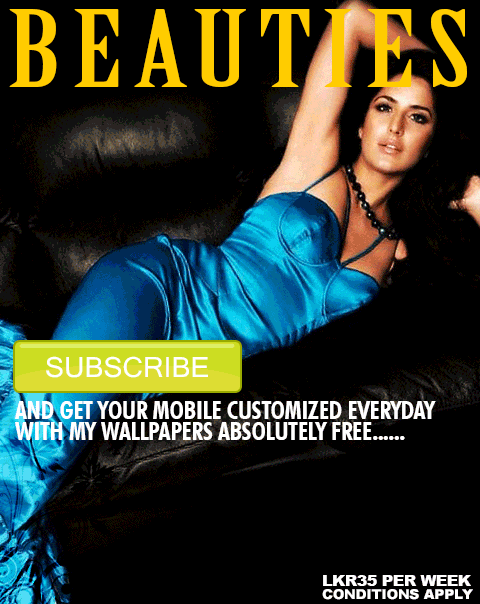 BEAUTIES
SUBSCRIBE
AND GET YOUR MOBILE CUSTOMIZED EVERYDAY
WITH MY WALLPAPERS ABSOLUTELY FREE......
LKR35 PER WEEK
CONDITIONS APPLY